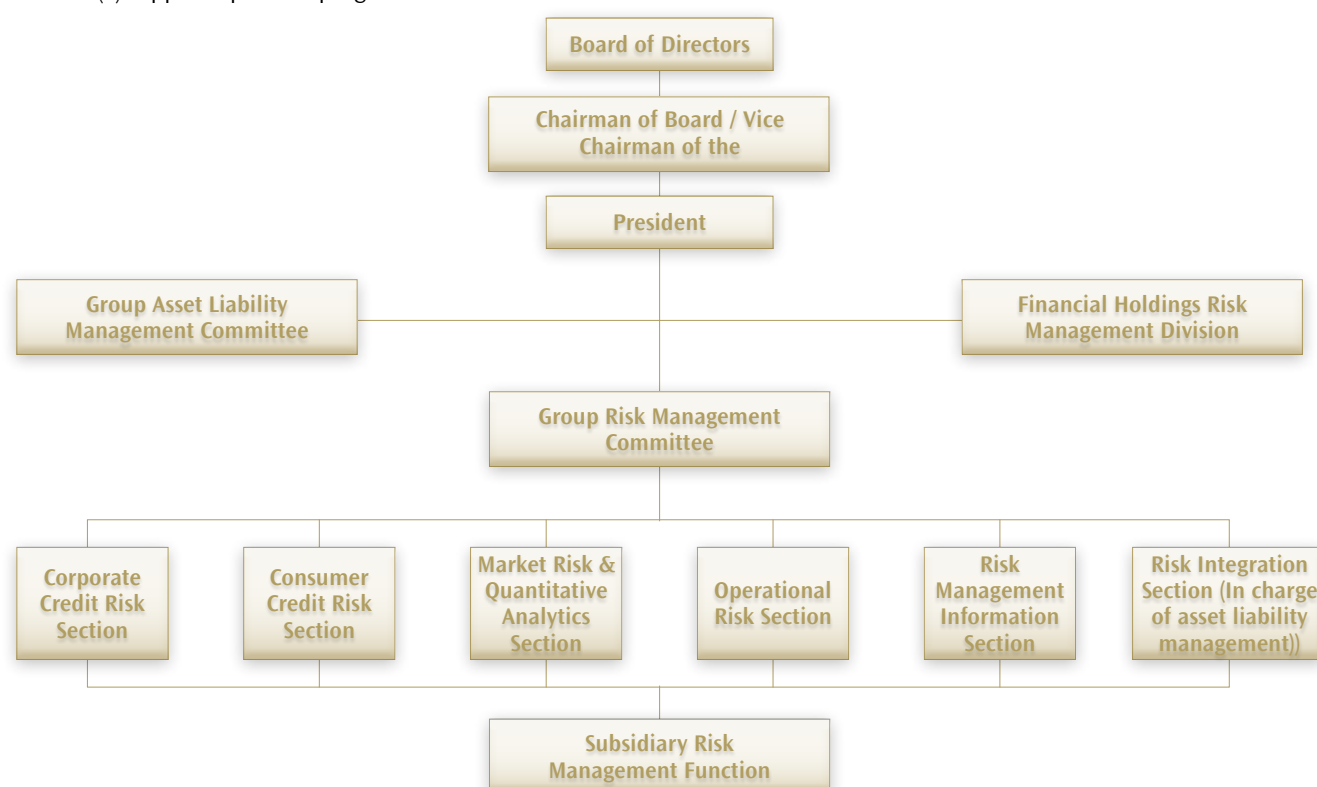 Board of Directors
Chairman of Board / Vice
Chairman of the
President
Group Asset Liability
Management Committee
Financial Holdings Risk
Management Division
Group Risk Management
Committee
Corporate
Credit Risk
Section
Consumer
Credit Risk
Section
Market Risk &
Quantitative
Analytics
Section
Operational
Risk Section
Risk
Management
Information
Section
Risk Integration
Section (In charge
of asset liability
management))
Subsidiary Risk
Management Function